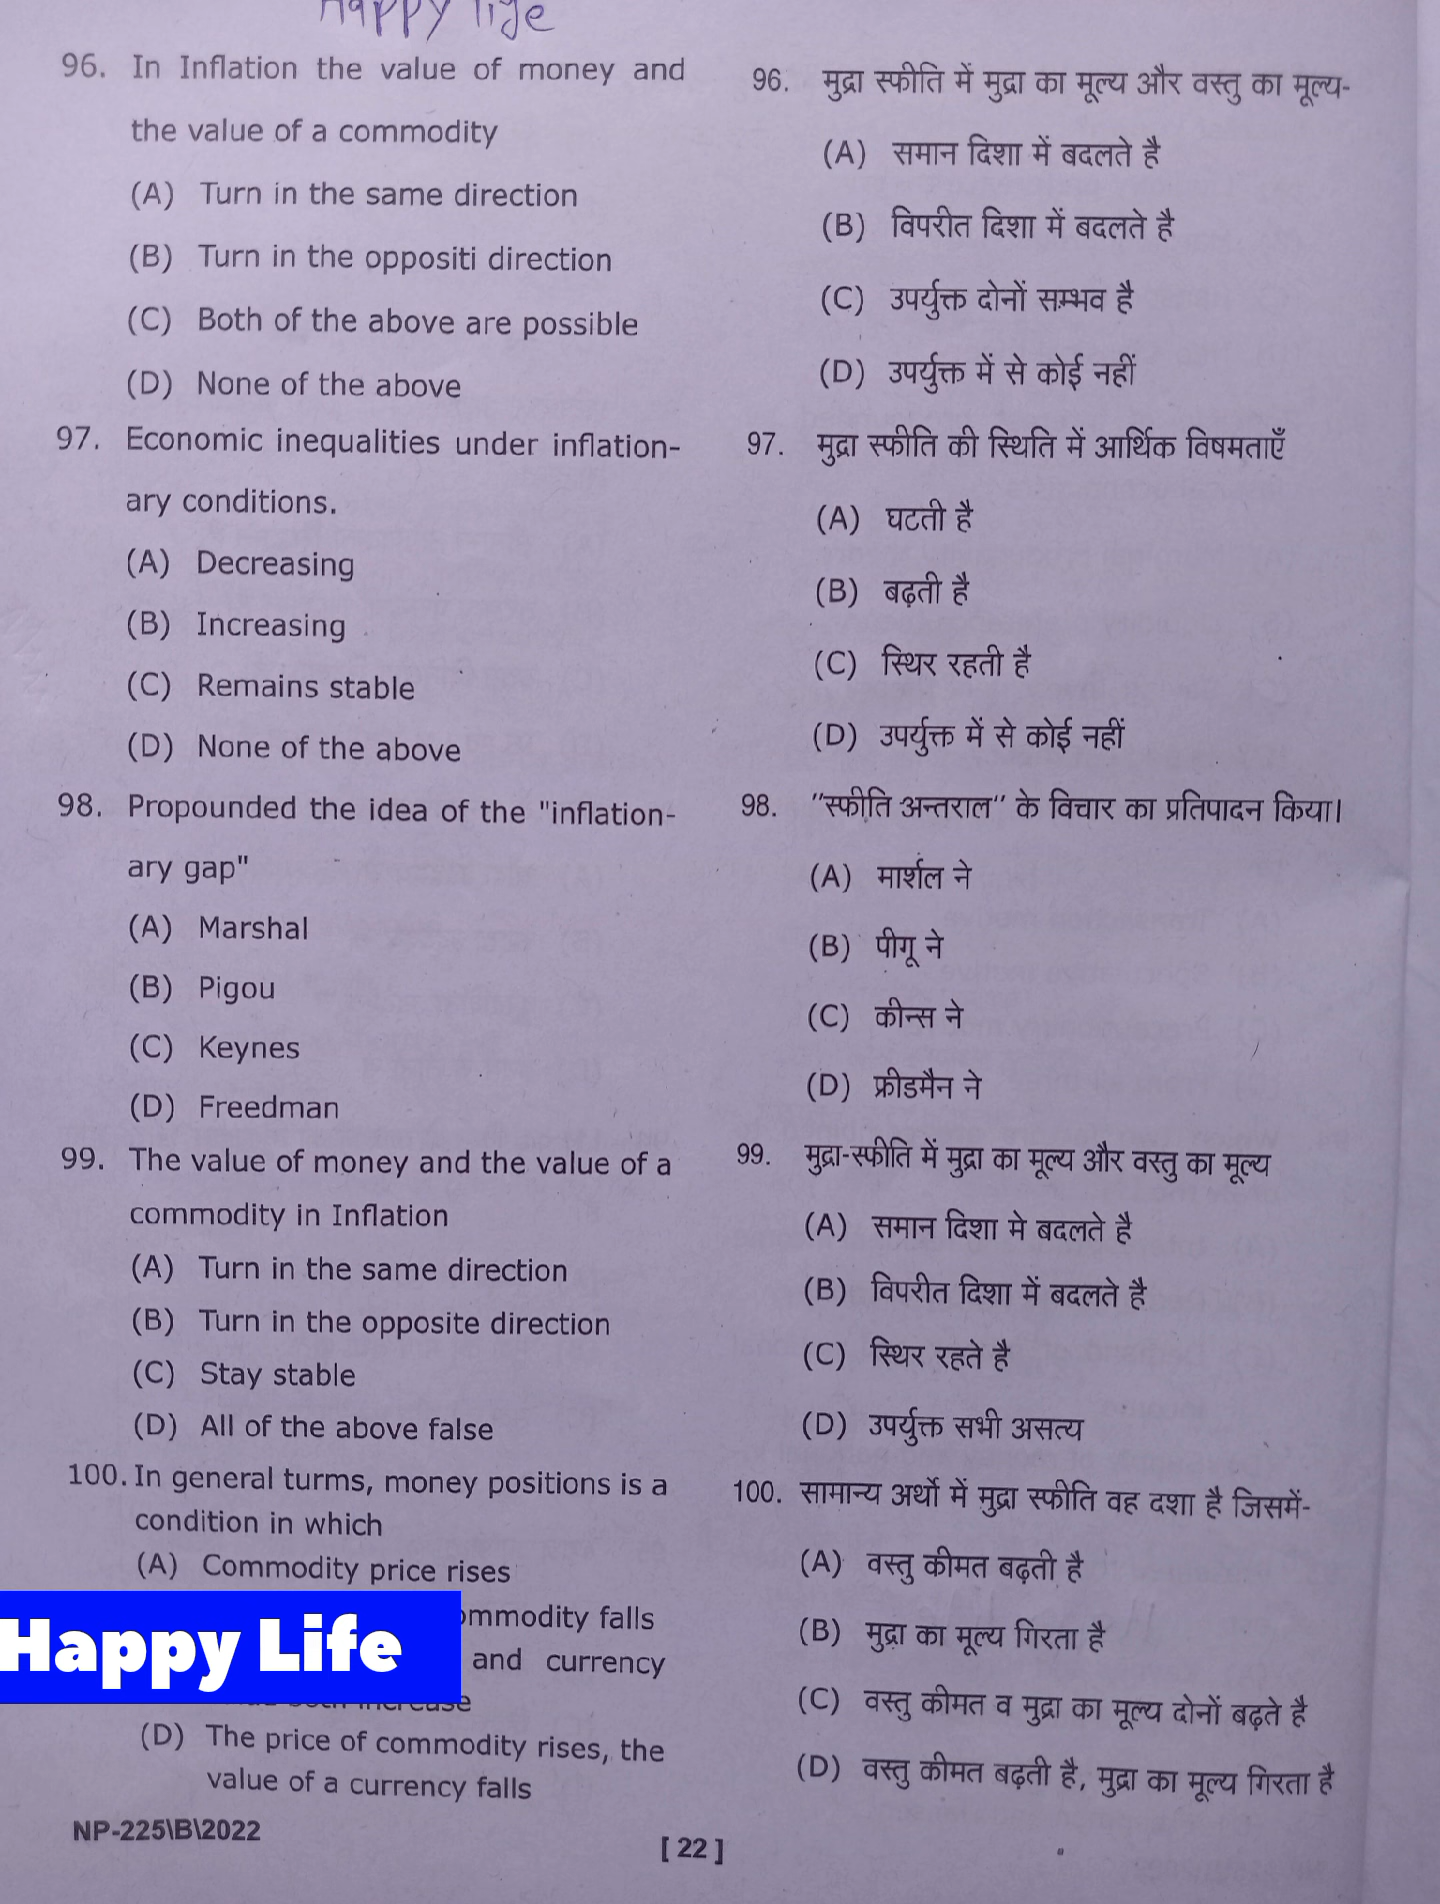 Happy life
96. In Inflation the value of money and
the value of a commodity
(A) Turn in the same direction
(B) Turn in the oppositi direction
(C) Both of the above are possible
(D) None of the above
97. Economic inequalities under inflation-
ary conditions.
(A) Decreasing
(B) Increasing
(C) Remains stable
(D) None of the above
98. Propounded the idea of the "inflation-
ary gap"
(A) Marshal
(B) Pigou
(C) Keynes
(D) Freedman
99. The value of money and the value of a
commodity in Inflation
(A) Turn in the same direction
(B) Turn in the opposite direction
(C) Stay stable
(D) All of the above false
100. In general turms, money positions is a
condition in which
(A) Commodity price rises
ommodity falls
and currency
both increase
(D) The price of commodity rises, the
value of a currency falls
96. मुद्रा स्फीति में मुद्रा का मूल्य और वस्तु का मूल्य-
(A) समान दिशा में बदलते है
(B) विपरीत दिशा में बदलते है
(C) उपर्युक्त दोनों सम्भव है
(D) उपर्युक्त में से कोई नहीं
97. मुद्रा स्फीति की स्थिति में आर्थिक विषमताएँ
(A) घटती है
(B) बढ़ती है
(C) स्थिर रहती है
(D) उपर्युक्त में से कोई नहीं
98. "स्फीति अन्तराल" के विचार का प्रतिपादन किया।
(A) मार्शल ने
(B) पीगू ने
(C) कीन्स ने
(D) फ्रीडमैन ने
99. मुद्रा-स्फीति में मुद्रा का मूल्य और वस्तु का मूल्य
(A) समान दिशा मे बदलते है
(B) विपरीत दिशा में बदलते है
(C) स्थिर रहते है
(D) उपर्युक्त सभी असत्य
100. सामान्य अर्थो में मुद्रा स्फीति वह दशा है जिसमें-
(A) वस्तु कीमत बढ़ती है
(B) मुद्रा का मूल्य गिरता है
(C) वस्तु कीमत व मुद्रा का मूल्य दोनों बढ़ते है
(D) वस्तु कीमत बढ़ती है, मुद्रा का मूल्य गिरता है
Happy Life
NP-225\B\2022
[ 22 ]